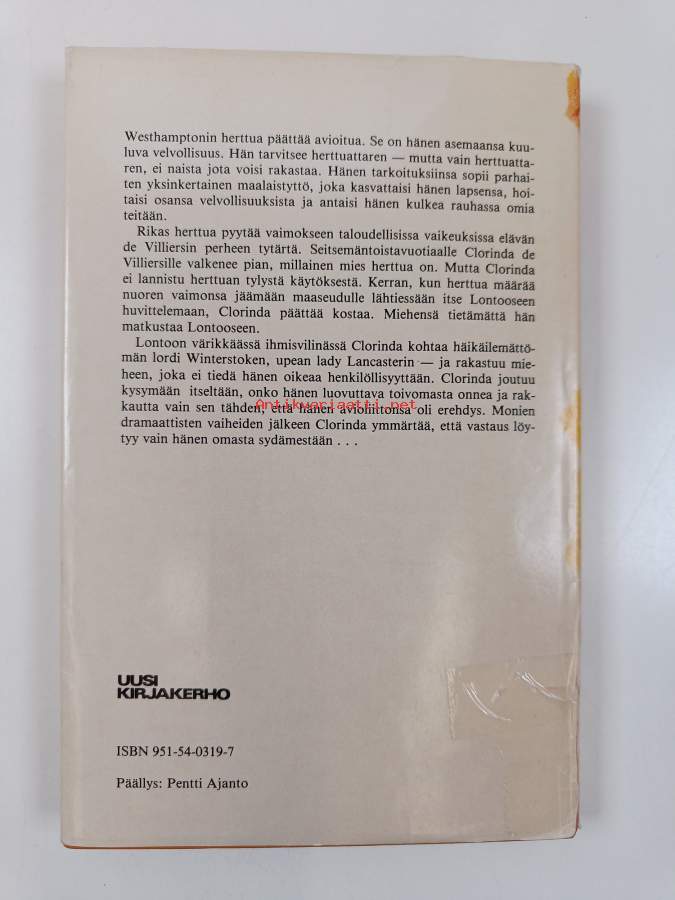 Westhamptonin herttua päättää avioitua. Se on hänen asemaansa kuu-
luva velvollisuus. Hän tarvitsee herttuattaren — mutta vain herttuatta-
ren, ei naista jota voisi rakastaa. Hänen tarkoituksiinsa sopii parhai-
ten yksinkertainen maalaistyttö, joka kasvattaisi hänen lapsensa, hoi-
taisi osansa velvollisuuksista ja antaisi hänen kulkea rauhassa omia
teitään.
Rikas herttua pyytää vaimokseen taloudellisissa vaikeuksissa elävän
de Villiersin perheen tytärtä. Seitsemäntoistavuotiaalle Clorinda de
Villiersille valkenee pian, millainen mies herttua on. Mutta Clorinda
ei lannistu herttuan tylystä käytöksestä. Kerran, kun herttua määrää
nuoren vaimonsa jäämään maaseudulle lähtiessään itse Lontooseen
huvittelemaan, Clorinda päättää kostaa. Miehensä tietämättä hän
matkustaa Lontooseen.
Lontoon värikkäässä ihmisvilinässä Clorinda kohtaa häikäilemättö-
män lordi Winterstoken, upean lady Lancasterin — ja rakastuu mie-
heen, joka ei tiedä hänen oikeaa henkilöllisyyttään. Clorinda joutuu
kysymään itseltään, onko hänen luovuttava toivomasta onnea ja rak-
kautta vain sen tähden, että hänen avioliittonsa oli erehdys. Monien
dramaattisten vaiheiden jälkeen Clorinda ymmärtää, että vastaus löy-
tyy vain hänen omasta sydämestään . . .
Antikvariaatti.net
UUSI
KIRJAKERHO
ISBN 951-54-0319-7
Päällys: Pentti Ajanto